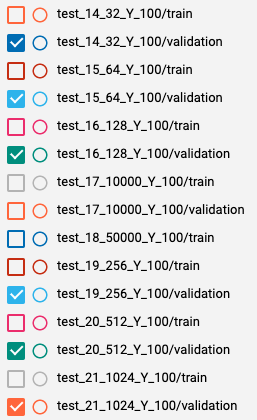 test_14_32_Y_100/train
test_14_32_Y_100/validation
test_15_64_Y_100/train
test_15_64_Y_100/validation
test_16_128_Y_100/train
test_16_128_Y_100/validation
test_17_10000_Y_100/train
test_17_10000_Y_100/validation
test_18_50000_Y_100/train
test_19_256_Y_100/train
test_19_256_Y_100/validation
test_20_512_Y_100/train
test_20_512_Y_100/validation
test_21_1024_Y_100/train
test_21_1024_Y_100/validation